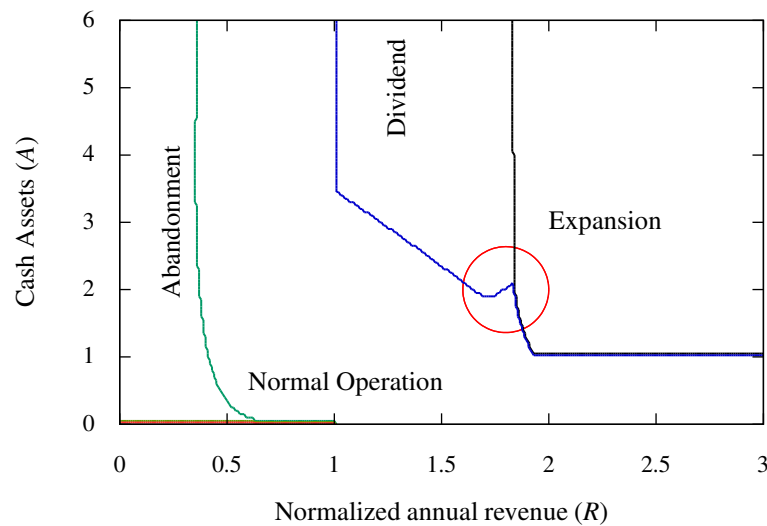 6
5
4
3
2
1
0
0
0.5
1
1.5
2
2.5
3
Cash Assets (A)
Normalized annual revenue (R)
Abandonment
Dividend
Expansion
Normal Operation